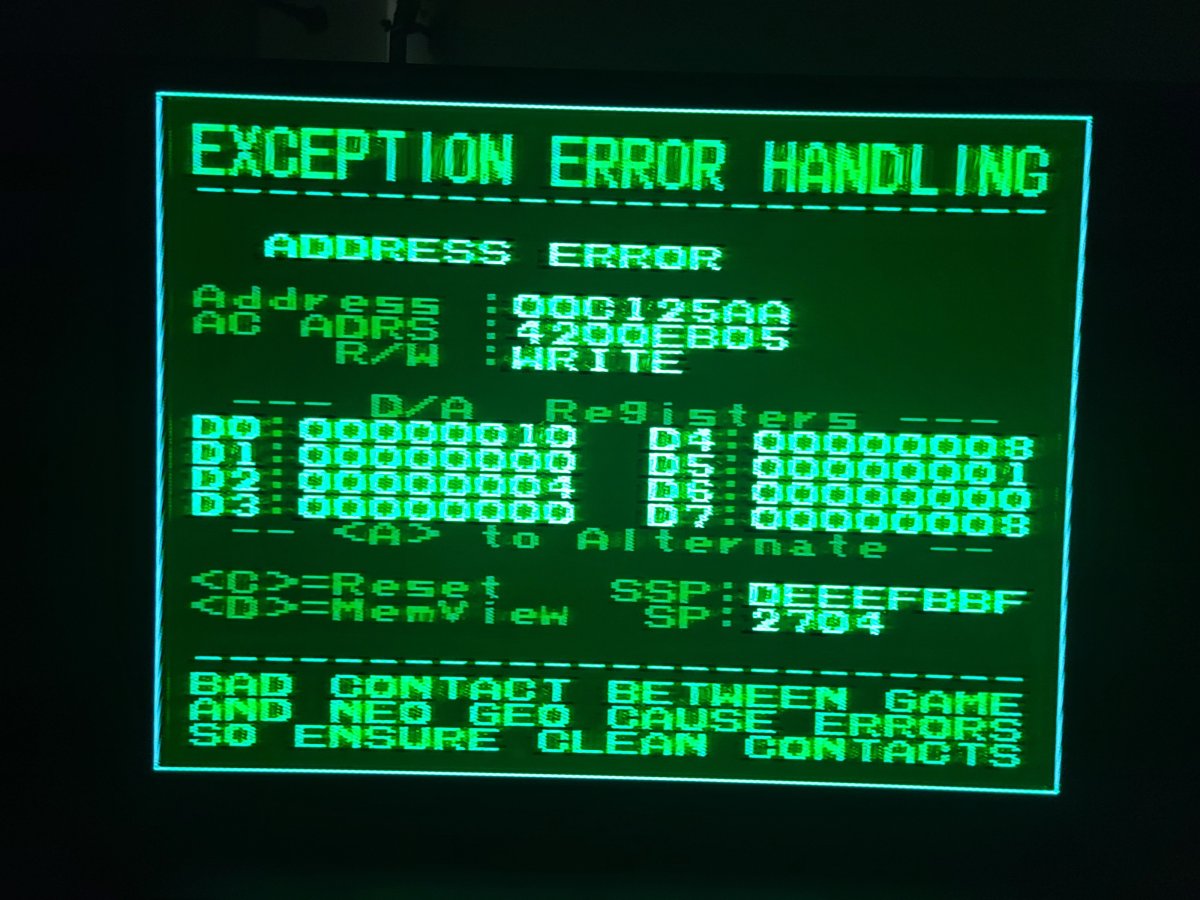 EXCEPTION ERROR HANDLING
ADDRESS ERROR
Address :00C125AA
AC ADRS :4200EB05
R/W :WRITE
--- D/A Registers ---
D0: 00000010 D4: 00000008
D1: 00000000 D5: 00000001
D2: 00000004 D6: 00000000
D3: 00000000 D7: 00000008
-- <A> to Alternate --
<C>=Reset SSP:DEEEFBBF
<D>=MemView SP:2704
BAD CONTACT BETWEEN GAME
AND NEO GEO CAUSE ERRORS
SO ENSURE CLEAN CONTACTS